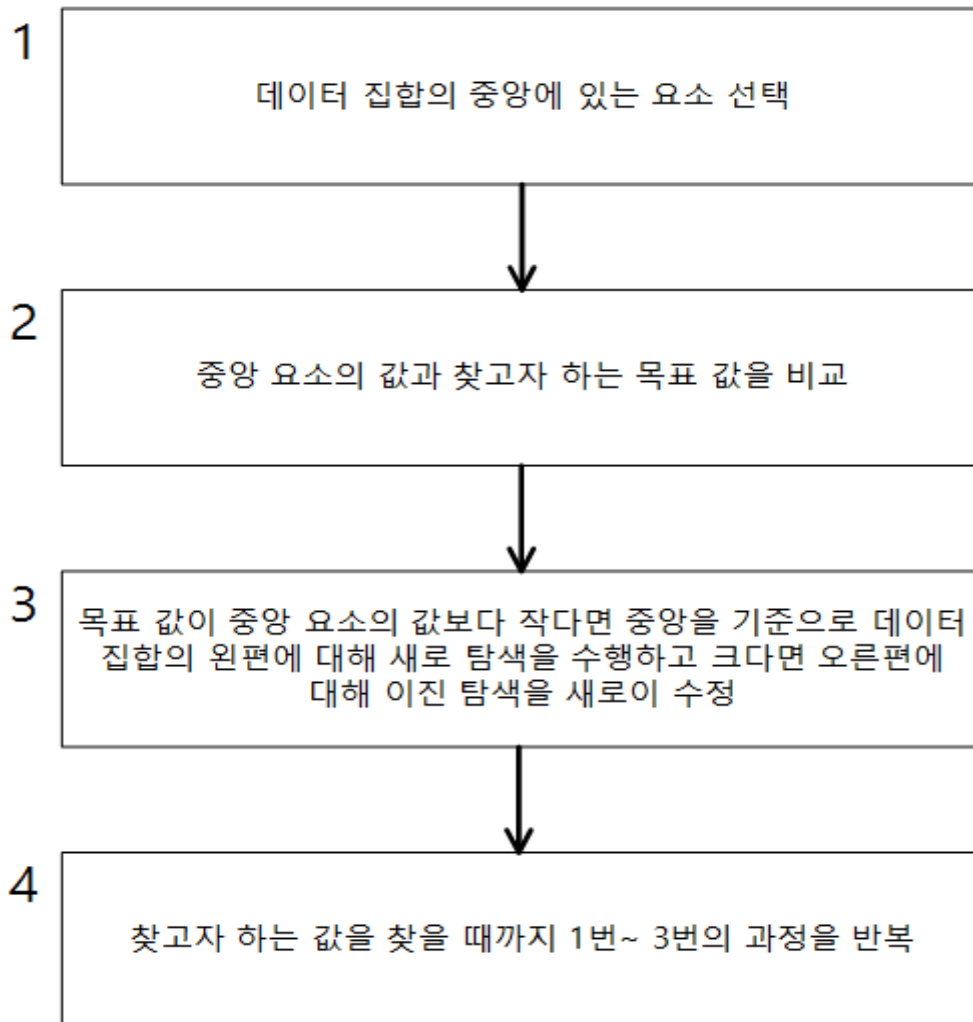 1
데이터 집합의 중앙에 있는 요소 선택
2
중앙 요소의 값과 찾고자 하는 목표 값을 비교
3
목표 값이 중앙 요소의 값보다 작다면 중앙을 기준으로 데이터
집합의 왼편에 대해 새로 탐색을 수행하고 크다면 오른편에
대해 이진 탐색을 새로이 수정
4
찾고자 하는 값을 찾을 때까지 1번~ 3번의 과정을 반복